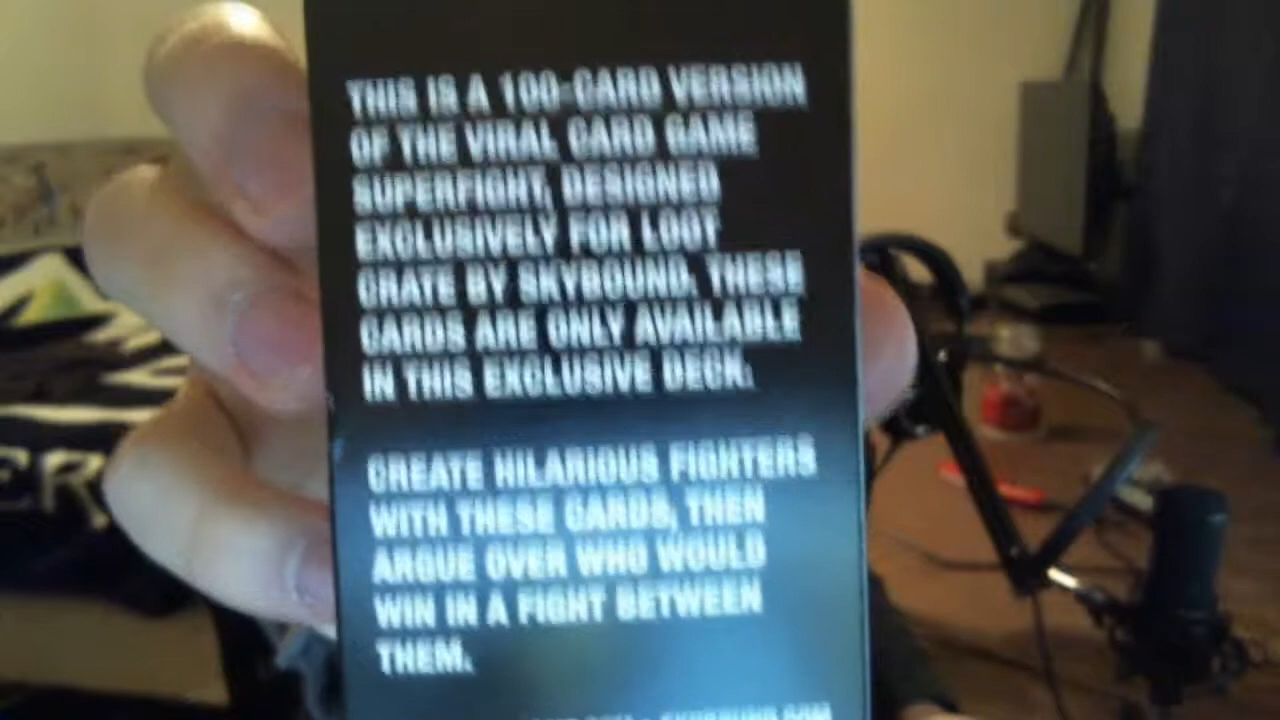 THIS IS A 100-CARD VERSION
OF THE VIRAL CARD GAME
SUPERFIGHT, DESIGNED
EXCLUSIVELY FOR LOOT
CRATE BY SKYBOUND. THESE
CARDS ARE ONLY AVAILABLE
IN THIS EXCLUSIVE DECK.
CREATE HILARIOUS FIGHTERS
WITH THESE CARDS, THEN
ARGUE OVER WHO WOULD
WIN IN A FIGHT BETWEEN
THEM.
ER